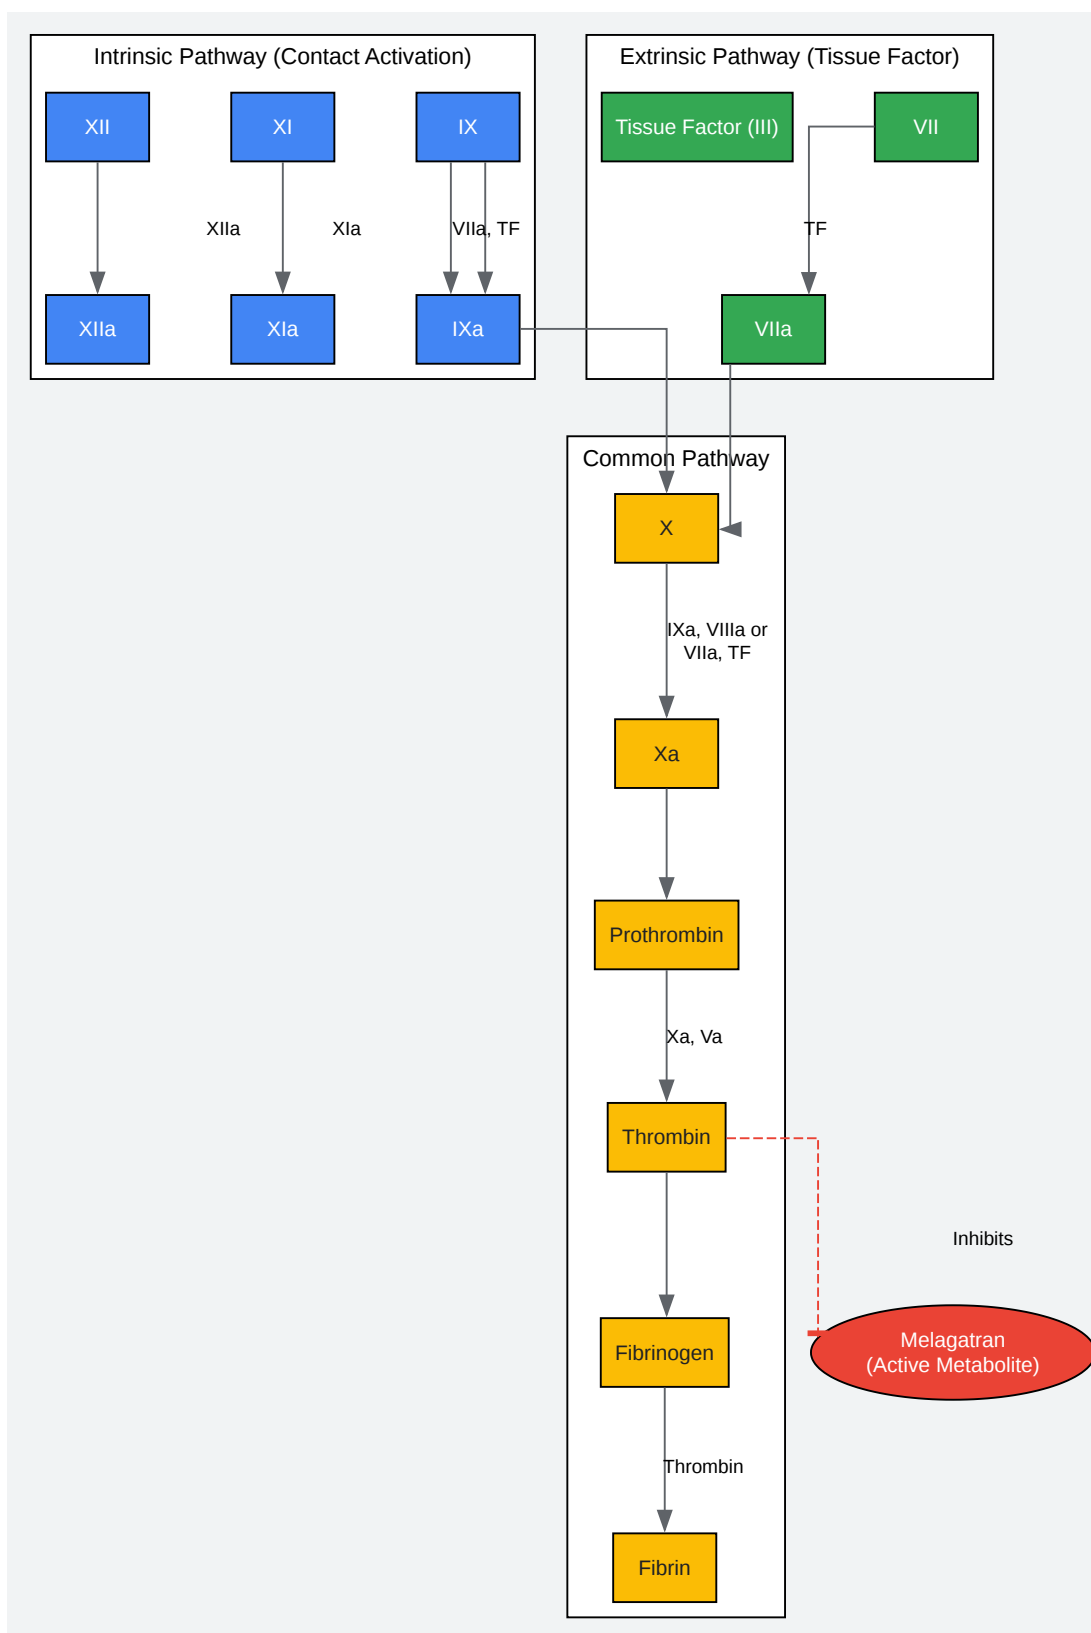 Intrinsic Pathway (Contact Activation)
XII
XI
IX
XIIa
XIa
VIIa, TF
XIIa
XIa
IXa
Extrinsic Pathway (Tissue Factor)
Tissue Factor (III)
VII
TF
VIIa
Common Pathway
X
IXa, VIIIa or
VIIa, TF
Xa
Prothrombin
Xa, Va
Thrombin
Inhibits
Melagatran
(Active Metabolite)
Fibrinogen
Thrombin
Fibrin